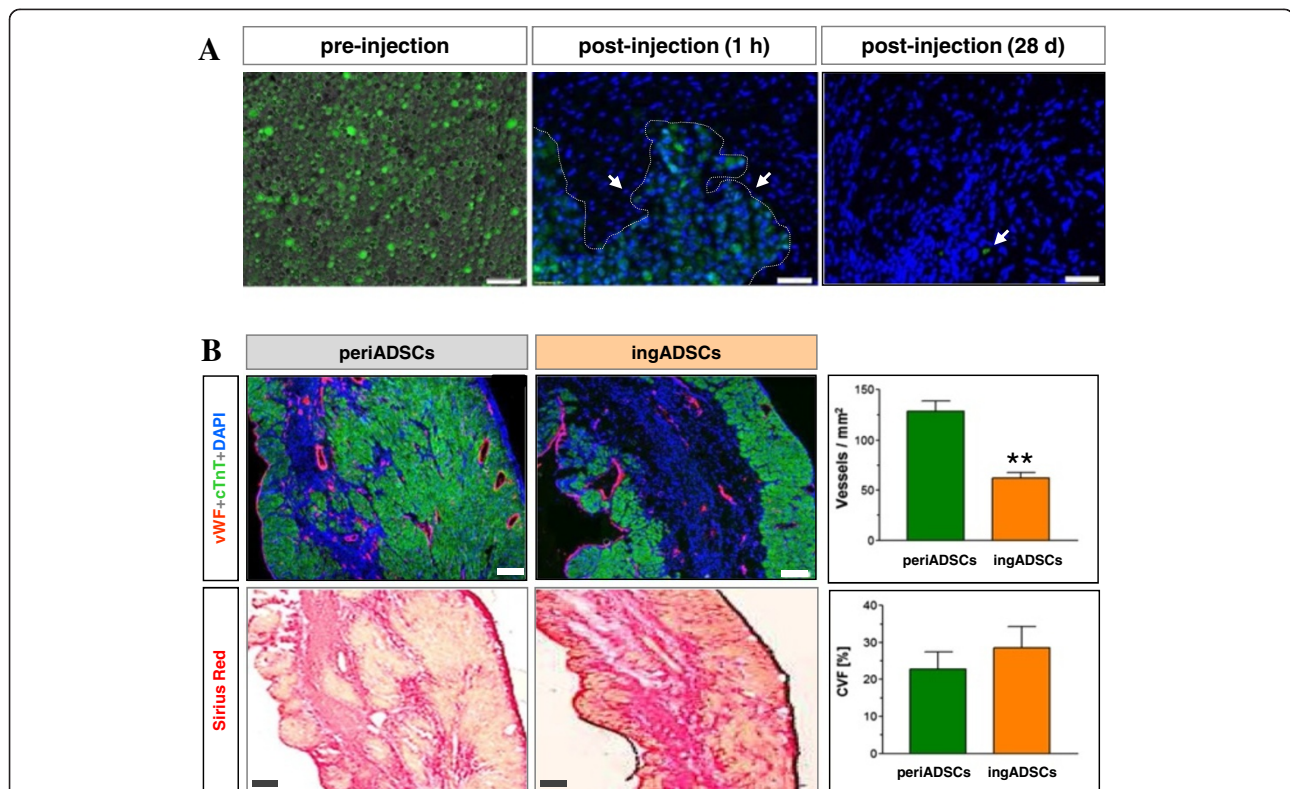 A
pre-injection
post-injection (1 h)
post-injection (28 d)
B
periADSCs
ingADSCs
vWF+cTnT+DAPI
150
100
50
0
Vessels / mm²
**
periADSCs
ingADSCs
Sirius Red
40
30
20
10
0
CVF [%]
periADSCs
ingADSCs